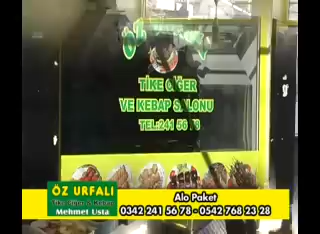 TİKE CİĞER
VE KEBAP SALONU
TEL:241 56 78
ÖZ URFALI
Tike Ciğer & Kebap
Mehmet Usta
Alo Paket
0342 241 56 78 - 0542 768 23 28